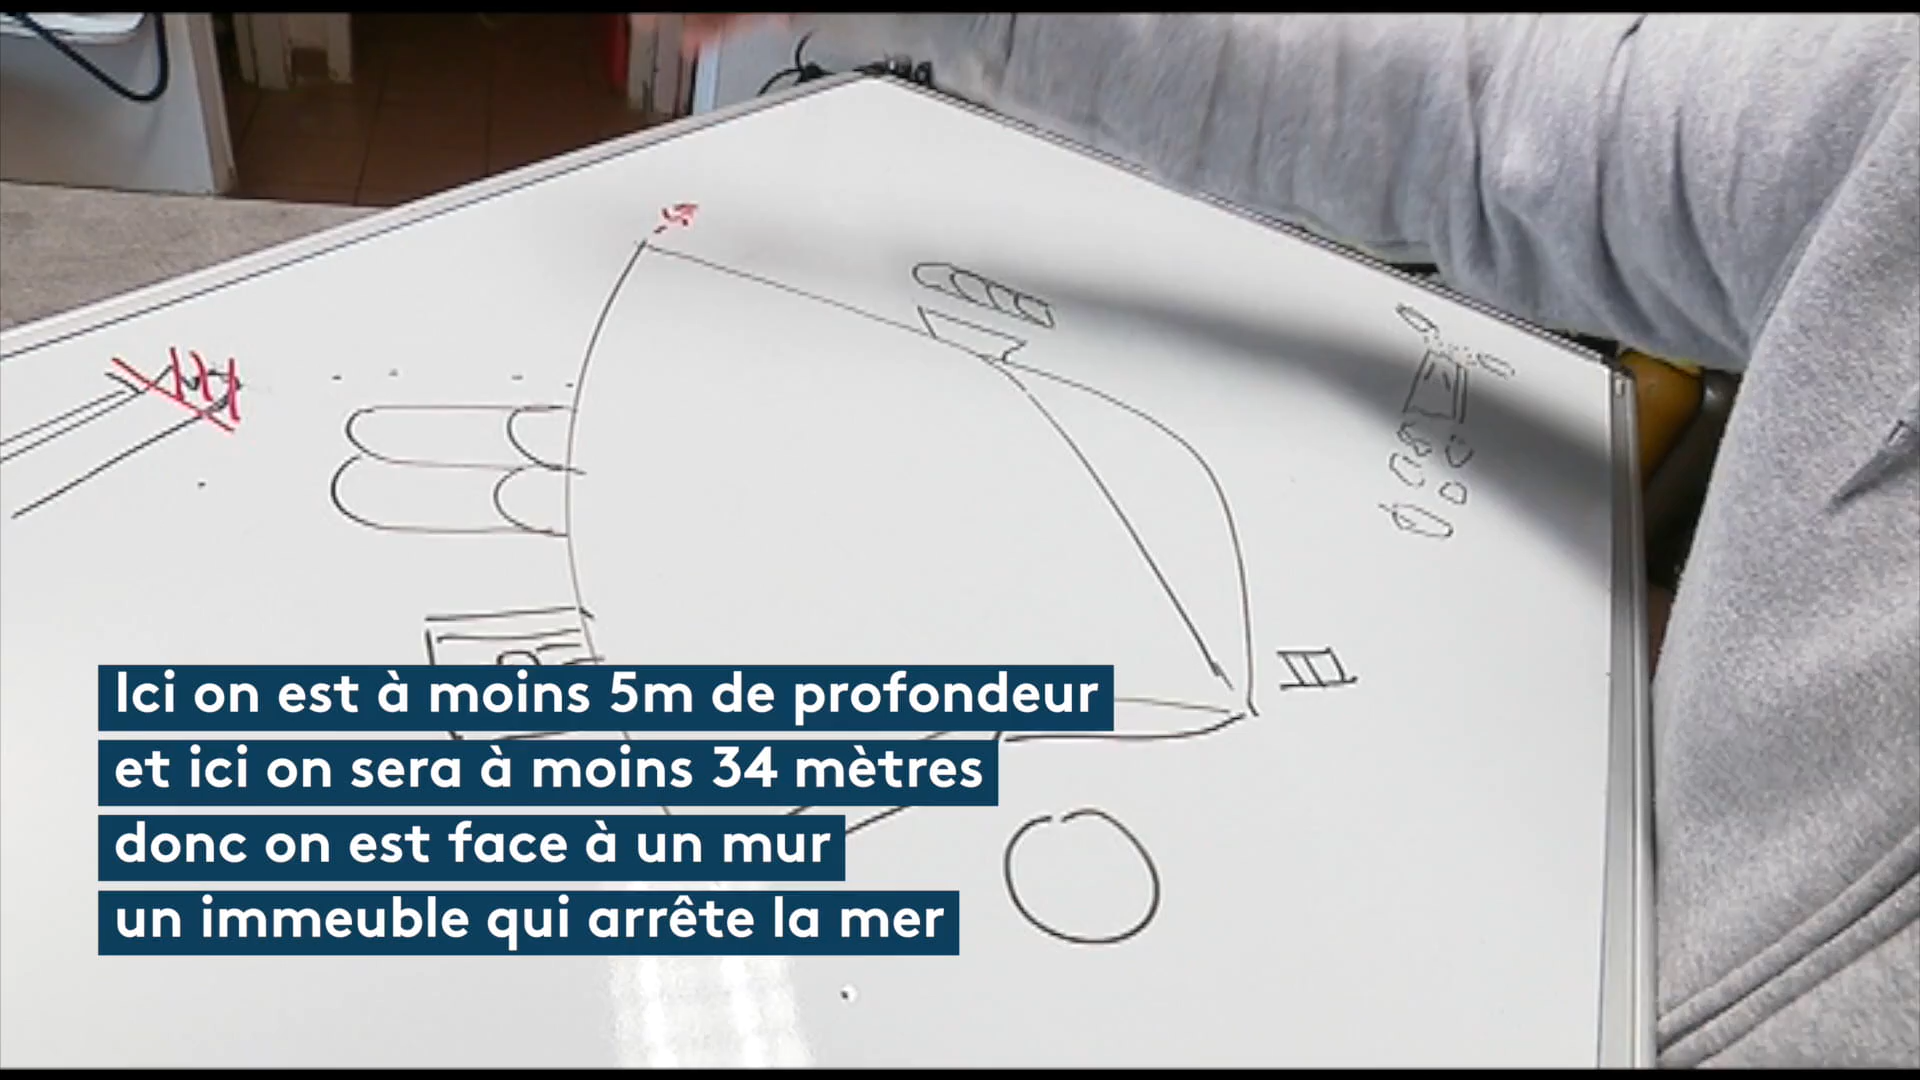 Ici on est à moins 5m de profondeur
et ici on sera à moins 34 mètres
donc on est face à un mur
un immeuble qui arrête la mer